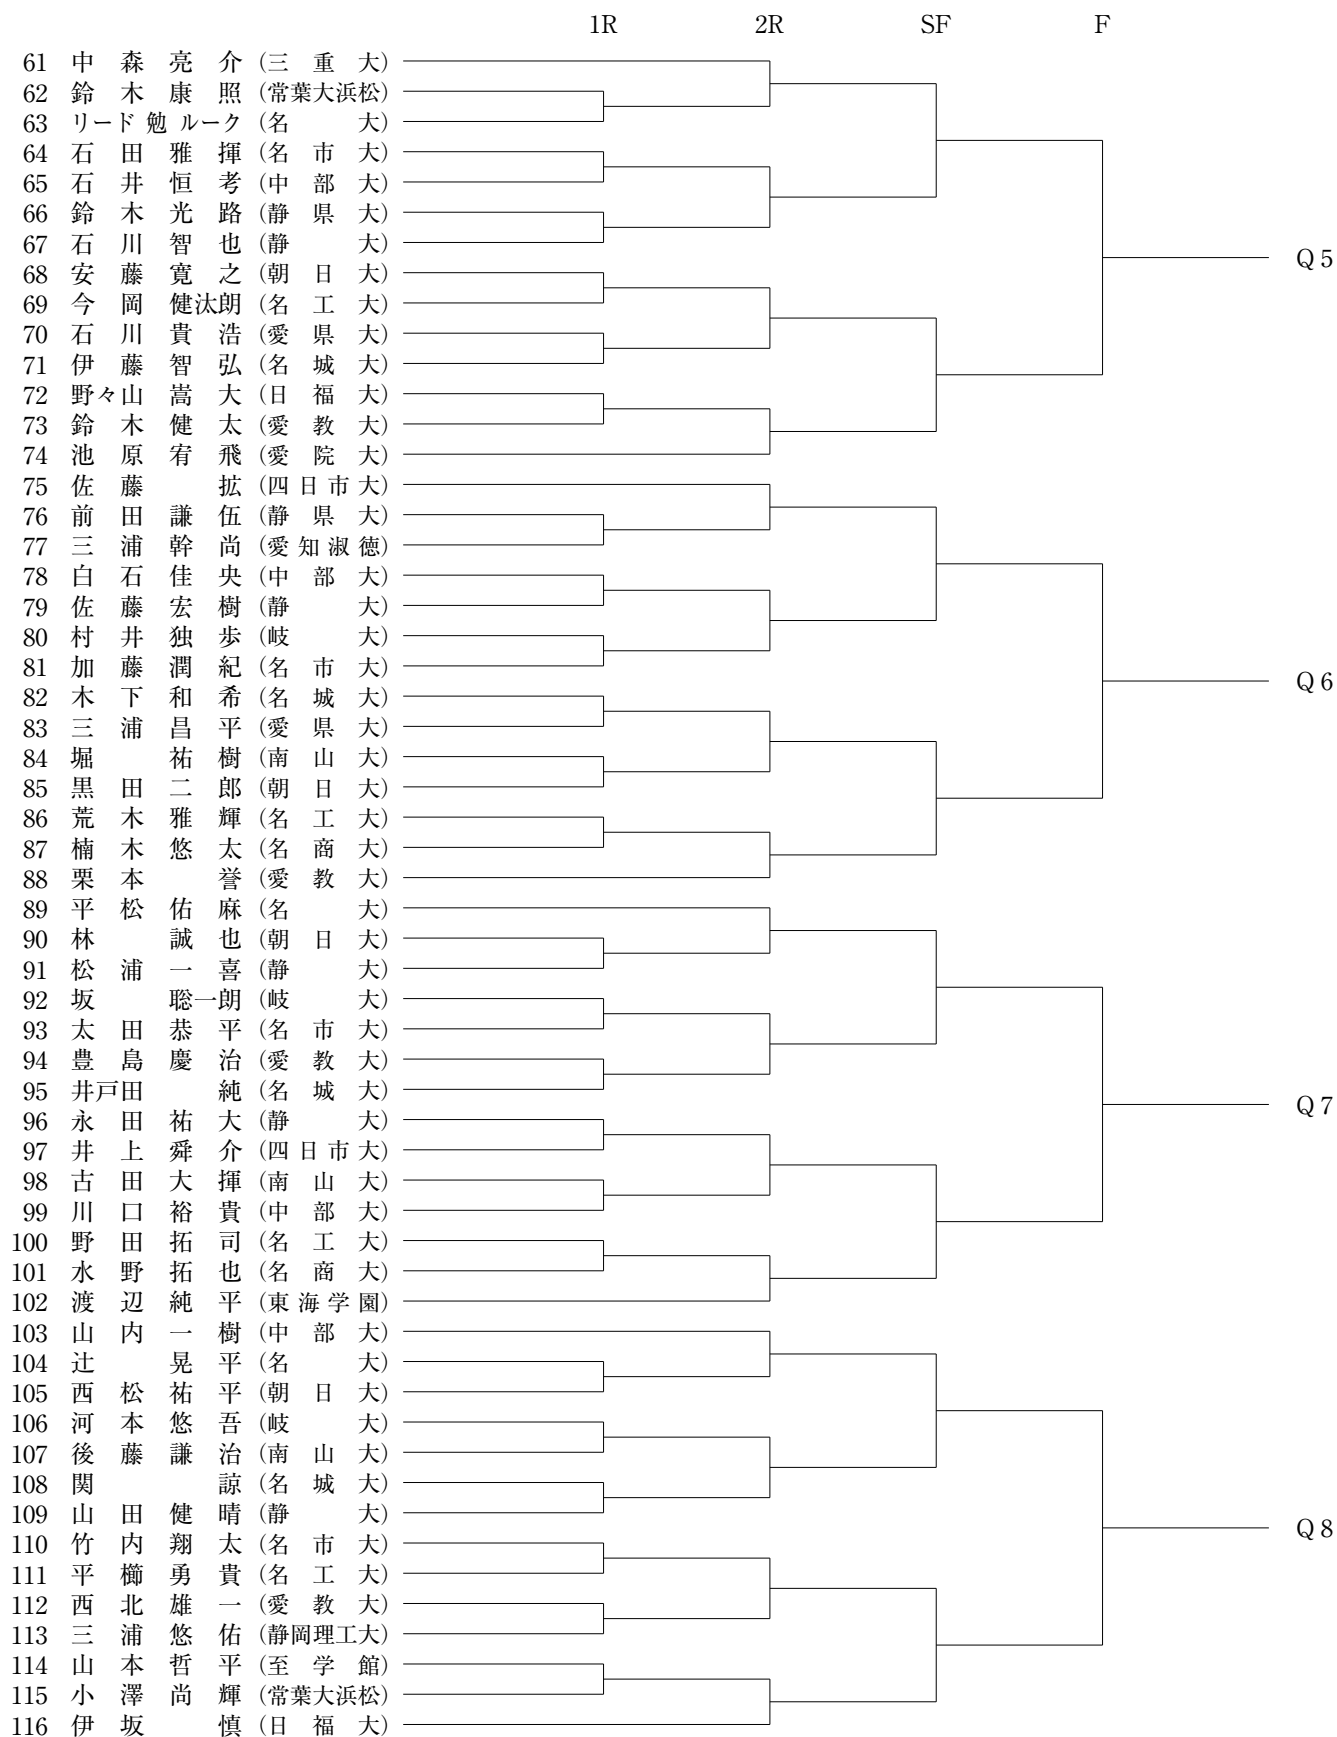 1R 2R SF F
61 中森亮介 (三重大)
62 鈴木康照 (常葉大浜松)
63 リード 勉 ルーク (名大)
64 石田雅揮 (名市大)
65 石井恒考 (中部大)
66 鈴木光路 (静県大)
67 石川智也 (静大)
Q5
68 安藤寛之 (朝日大)
69 今岡健汰朗 (名工大)
70 石川貴浩 (愛県大)
71 伊藤智弘 (名城大)
72 野々山嵩大 (日福大)
73 鈴木健太 (愛教大)
74 池原宥飛 (愛院大)
75 佐藤拡 (四日市大)
76 前田謙伍 (静県大)
77 三浦幹尚 (愛知淑徳)
78 白石佳央 (中部大)
79 佐藤宏樹 (静大)
80 村井独歩 (岐大)
81 加藤潤紀 (名市大)
Q6
82 木下和希 (名城大)
83 三浦昌平 (愛県大)
84 堀祐樹 (南山大)
85 黒田二郎 (朝日大)
86 荒木雅輝 (名工大)
87 楠木悠太 (名商大)
88 栗本誉 (愛教大)
89 平松佑麻 (名大)
90 林誠也 (朝日大)
91 松浦一喜 (静大)
92 坂聡一朗 (岐大)
93 太田恭平 (名市大)
94 豊島慶治 (愛教大)
95 井戸田純 (名城大)
Q7
96 永田祐大 (静大)
97 井上舜介 (四日市大)
98 古田大揮 (南山大)
99 川口裕貴 (中部大)
100 野田拓司 (名工大)
101 水野拓也 (名商大)
102 渡辺純平 (東海学園)
103 山内一樹 (中部大)
104 辻晃平 (名大)
105 西松祐平 (朝日大)
106 河本悠吾 (岐大)
107 後藤謙治 (南山大)
108 関諒 (名城大)
109 山田健晴 (静大)
Q8
110 竹内翔太 (名市大)
111 平櫛勇貴 (名工大)
112 西北雄一 (愛教大)
113 三浦悠佑 (静岡理工大)
114 山本哲平 (至学館)
115 小澤尚輝 (常葉大浜松)
116 伊坂慎 (日福大)